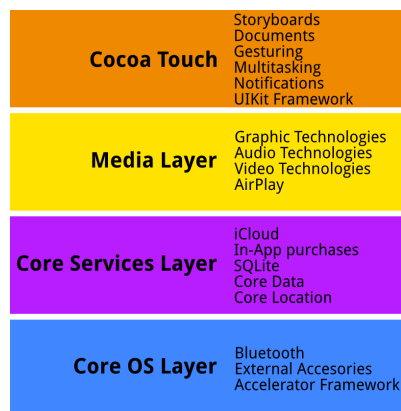 Cocoa Touch
Storyboards
Documents
Gesturing
Multitasking
Notifications
UIKit Framework
Media Layer
Graphic Technologies
Audio Technologies
Video Technologies
AirPlay
Core Services Layer
iCloud
In-App purchases
SQLite
Core Data
Core Location
Core OS Layer
Bluetooth
External Accesories
Accelerator Framework